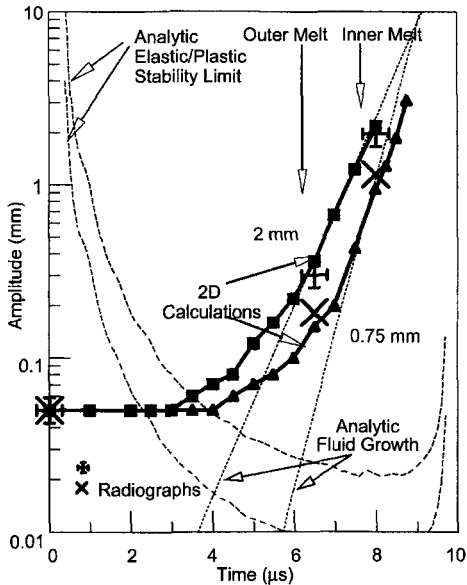 10
1
0.1
0.01
Amplitude (mm)
Analytic
Elastic/Plastic
Stability Limit
Outer Melt
Inner Melt
2 mm
2D
Calculations
0.75 mm
Analytic
Fluid Growth
Radiographs
0 2 4 6 8 10
Time (µs)